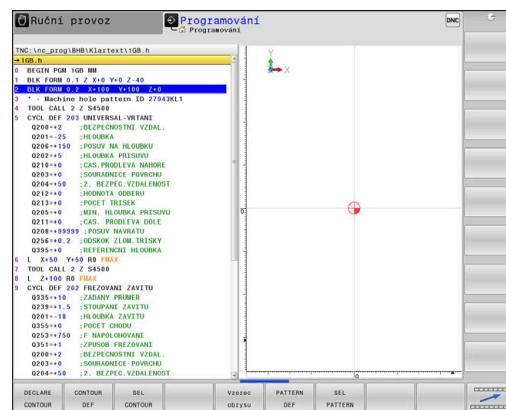 Ruční provoz
Programování
Programování
DNC
TNC:\nc_prog\BHB\Klartext\1GB.h
→1GB.h
0 BEGIN PGM 1GB MM
1 BLK FORM 0.1 Z X+0 Y+0 Z-40
2 BLK FORM 0.2 X+100 Y+100 Z+0
3 * - Machine hole pattern ID 27943KL1
4 TOOL CALL 2 Z S4500
5 CYCL DEF 203 UNIVERSAL-VRTANI
Q200=+2 ;BEZPECNOSTNI VZDAL.
Q201=-25 ;HLOUBKA
Q206=+150 ;POSUV NA HLOUBKU
Q202=+5 ;HLOUBKA PRISUVU
Q210=+0 ;CAS.PRODLEVA NAHORE
Q203=+0 ;SOURADNICE POVRCHU
Q204=+50 ;2. BEZPEC.VZDALENOST
Q212=+0 ;HODNOTA ODBERU
Q213=+0 ;POCET TRISEK
Q205=+0 ;MIN. HLOUBKA PRISUVU
Q211=+0 ;CAS. PRODLEVA DOLE
Q208=+99999 ;POSUV NAVRATU
Q256=+0.2 ;ODSKOK ZLOM.TRISKY
Q395=+0 ;REFERENCNI HLOUBKA
6 L X+50 Y+50 R0 FMAX
7 TOOL CALL 2 Z S4500
8 L Z+100 R0 FMAX
9 CYCL DEF 262 FREZOVANI ZAVITU
Q335=+10 ;ZADANY PRUMER
Q239=+1.5 ;STOUPANI ZAVITU
Q201=-18 ;HLOUBKA ZAVITU
Q355=+0 ;POCET CHODU
Q253=+750 ;F NAPOLOHOVANI
Q351=+1 ;ZPUSOB FREZOVANI
Q200=+2 ;BEZPECNOSTNI VZDAL.
Q203=+0 ;SOURADNICE POVRCHU
Q204=+50 ;2. BEZPEC.VZDALENOST
Y
X
0
0
DECLARE CONTOUR
CONTOUR DEF
SEL CONTOUR
Vzorec obrysu
PATTERN DEF
SEL PATTERN